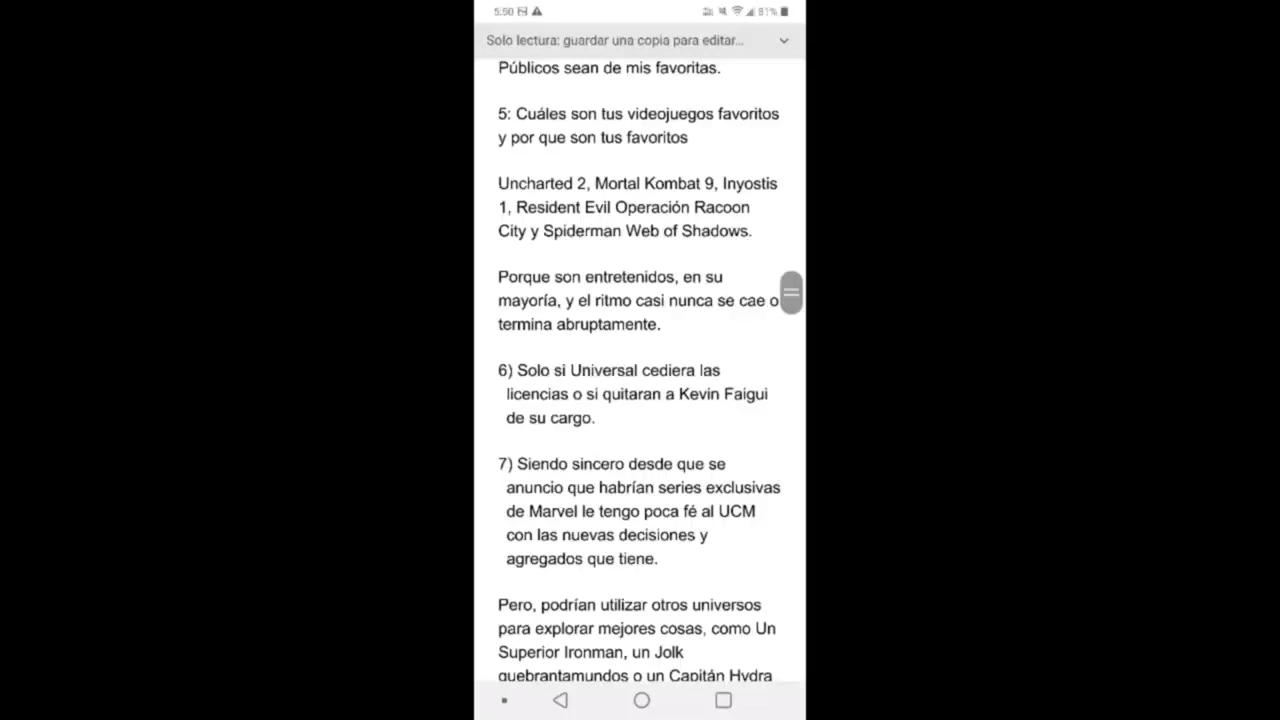 5:50
81%
Solo lectura: guardar una copia para editar...
Públicos sean de mis favoritas.
5: Cuáles son tus videojuegos favoritos
y por que son tus favoritos
Uncharted 2, Mortal Kombat 9, Inyostis
1, Resident Evil Operación Racoon
City y Spiderman Web of Shadows.
Porque son entretenidos, en su
mayoría, y el ritmo casi nunca se cae o
termina abruptamente.
6) Solo si Universal cediera las
licencias o si quitaran a Kevin Faigui
de su cargo.
7) Siendo sincero desde que se
anuncio que habrían series exclusivas
de Marvel le tengo poca fé al UCM
con las nuevas decisiones y
agregados que tiene.
Pero, podrían utilizar otros universos
para explorar mejores cosas, como Un
Superior Ironman, un Jolk
quebrantamundos o un Capitán Hydra